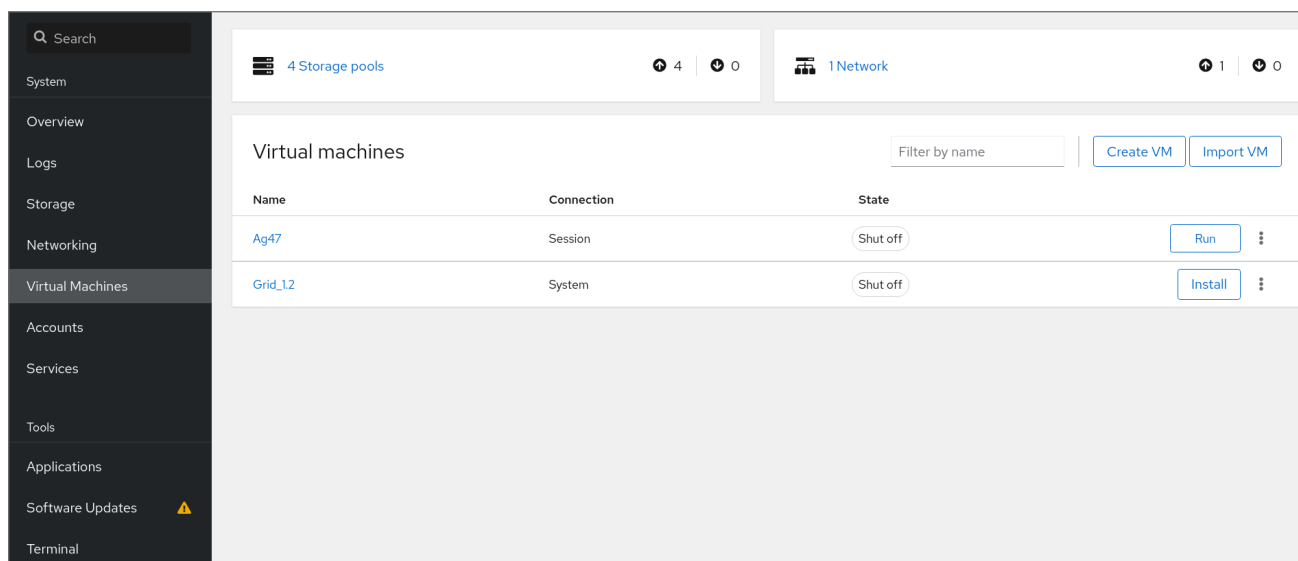 Search
System
Overview
Logs
Storage
Networking
Virtual Machines
Accounts
Services
Tools
Applications
Software Updates
Terminal
4 Storage pools 4 0
1 Network 1 0
Virtual machines Filter by name Create VM Import VM
Name Connection State
Ag47 Session Shut off Run
Grid_1.2 System Shut off Install